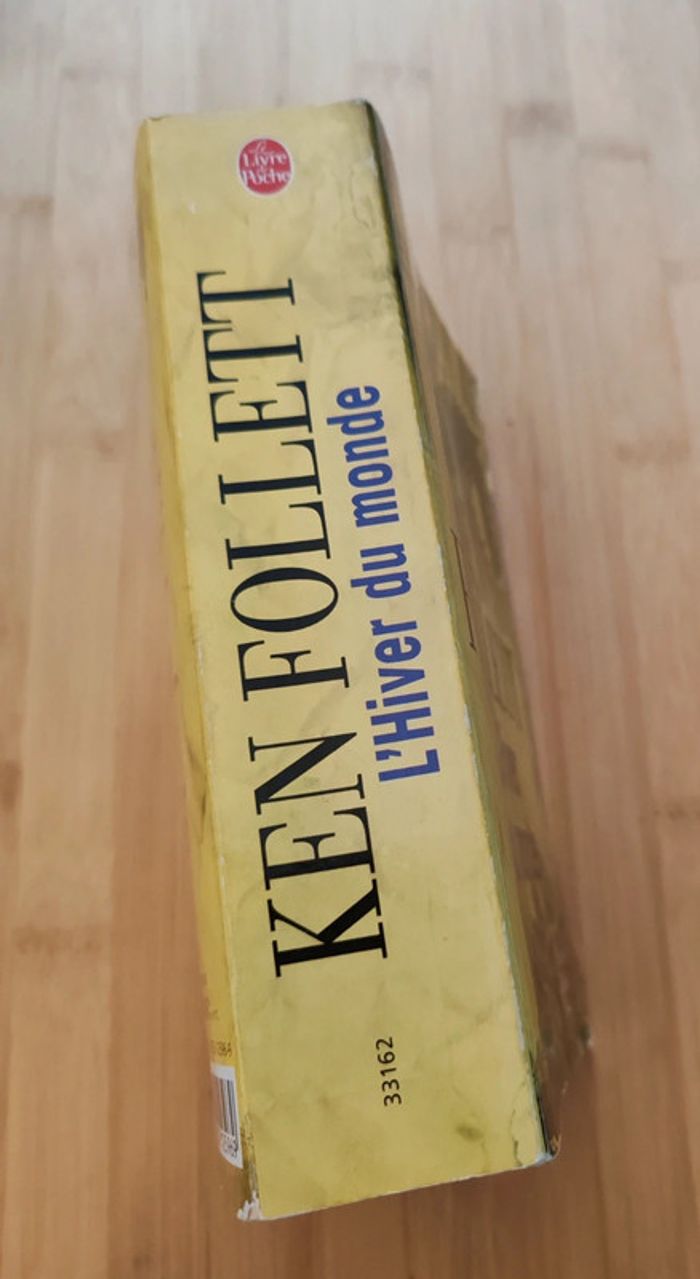 Le
Livre
de
Poche
KEN FOLLETT
L'Hiver du monde
33162